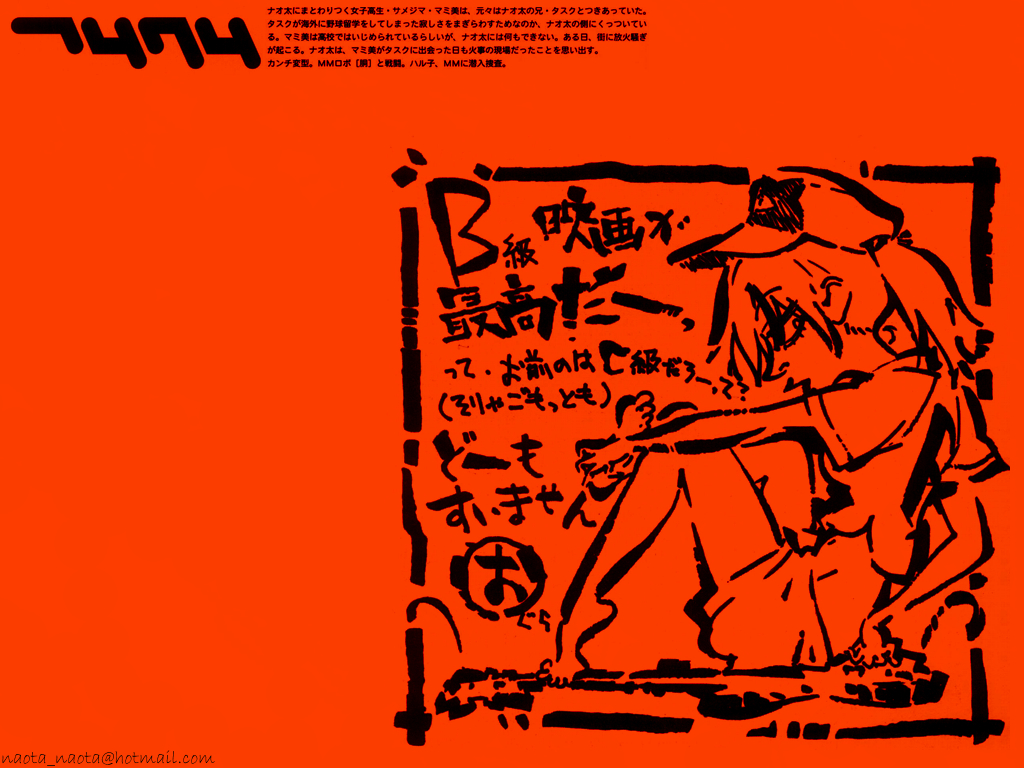 フリクリ
ナオ太にまとわりつく女子高生・サメジマ・マミ美は、元々はナオ太の兄・タスクとつきあっていた。
タスクが海外に野球留学をしてしまった寂しさをまぎらわすためなのか、ナオ太の側にくっついてい
る。マミ美は高校ではいじめられているらしいが、ナオ太には何もできない。ある日、街に放火騒ぎ
が起こる。ナオ太は、マミ美がタスクに出会った日も火事の現場だったことを思い出す。
カンチ変型。MMロボ［胴］と戦闘。ハル子、MMに潜入捜査。
B級映画が
最高だーっ
って・お前のはC級だろーって??
(そりゃごもっとも)
どーも
すいません
お
ぐら
naota_naota@hotmail.com